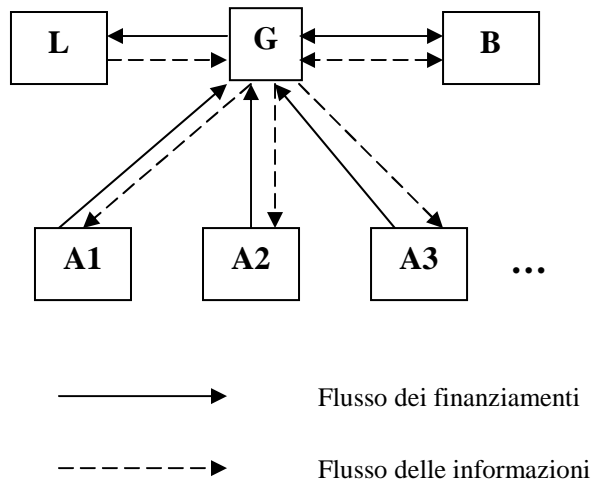 L G B
A1 A2 A3 ...
Flusso dei finanziamenti
Flusso delle informazioni